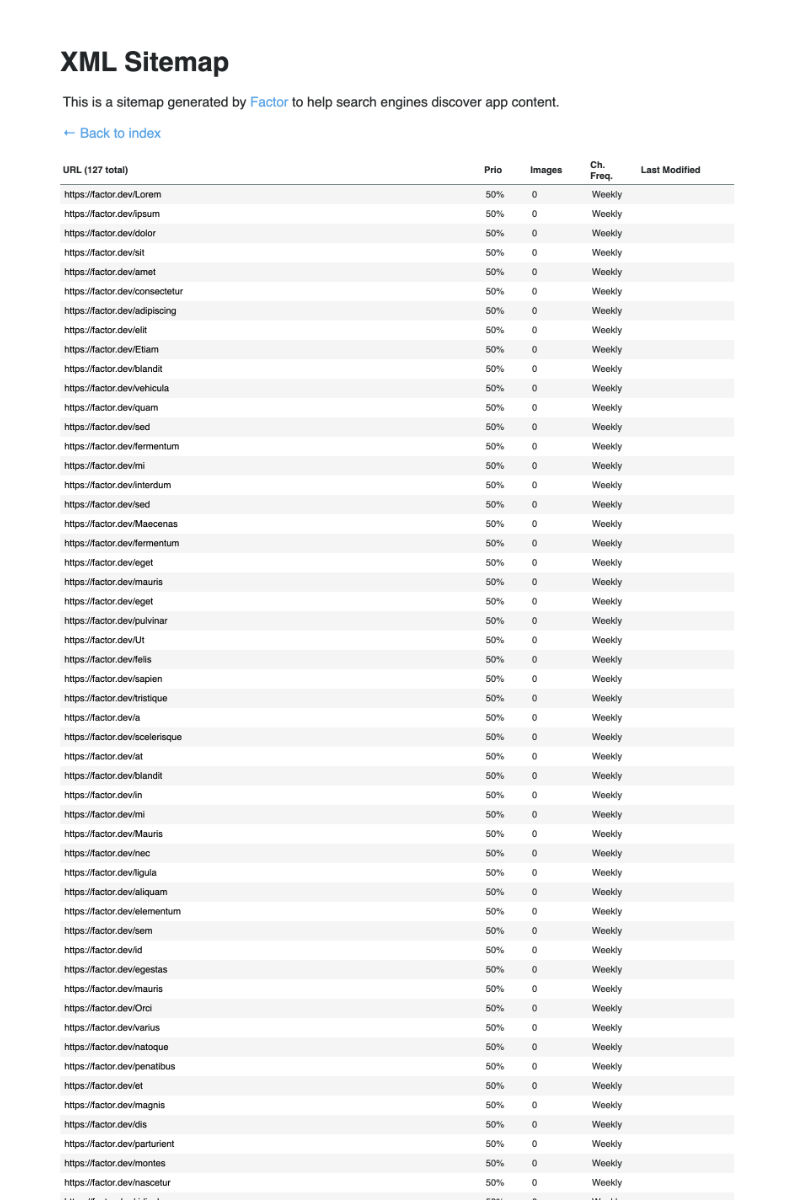 XML Sitemap
This is a sitemap generated by Factor to help search engines discover app content.
← Back to index
URL (127 total) Prio Images Ch. Freq. Last Modified
https://factor.dev/Lorem 50% 0 Weekly
https://factor.dev/ipsum 50% 0 Weekly
https://factor.dev/dolor 50% 0 Weekly
https://factor.dev/sit 50% 0 Weekly
https://factor.dev/amet 50% 0 Weekly
https://factor.dev/consectetur 50% 0 Weekly
https://factor.dev/adipiscing 50% 0 Weekly
https://factor.dev/elit 50% 0 Weekly
https://factor.dev/Etiam 50% 0 Weekly
https://factor.dev/blandit 50% 0 Weekly
https://factor.dev/vehicula 50% 0 Weekly
https://factor.dev/quam 50% 0 Weekly
https://factor.dev/sed 50% 0 Weekly
https://factor.dev/fermentum 50% 0 Weekly
https://factor.dev/mi 50% 0 Weekly
https://factor.dev/interdum 50% 0 Weekly
https://factor.dev/sed 50% 0 Weekly
https://factor.dev/Maecenas 50% 0 Weekly
https://factor.dev/fermentum 50% 0 Weekly
https://factor.dev/eget 50% 0 Weekly
https://factor.dev/mauris 50% 0 Weekly
https://factor.dev/eget 50% 0 Weekly
https://factor.dev/pulvinar 50% 0 Weekly
https://factor.dev/Ut 50% 0 Weekly
https://factor.dev/felis 50% 0 Weekly
https://factor.dev/sapien 50% 0 Weekly
https://factor.dev/tristique 50% 0 Weekly
https://factor.dev/a 50% 0 Weekly
https://factor.dev/scelerisque 50% 0 Weekly
https://factor.dev/at 50% 0 Weekly
https://factor.dev/blandit 50% 0 Weekly
https://factor.dev/in 50% 0 Weekly
https://factor.dev/mi 50% 0 Weekly
https://factor.dev/Mauris 50% 0 Weekly
https://factor.dev/nec 50% 0 Weekly
https://factor.dev/ligula 50% 0 Weekly
https://factor.dev/aliquam 50% 0 Weekly
https://factor.dev/elementum 50% 0 Weekly
https://factor.dev/sem 50% 0 Weekly
https://factor.dev/id 50% 0 Weekly
https://factor.dev/egestas 50% 0 Weekly
https://factor.dev/mauris 50% 0 Weekly
https://factor.dev/Orci 50% 0 Weekly
https://factor.dev/varius 50% 0 Weekly
https://factor.dev/natoque 50% 0 Weekly
https://factor.dev/penatibus 50% 0 Weekly
https://factor.dev/et 50% 0 Weekly
https://factor.dev/magnis 50% 0 Weekly
https://factor.dev/dis 50% 0 Weekly
https://factor.dev/parturient 50% 0 Weekly
https://factor.dev/montes 50% 0 Weekly
https://factor.dev/nascetur 50% 0 Weekly